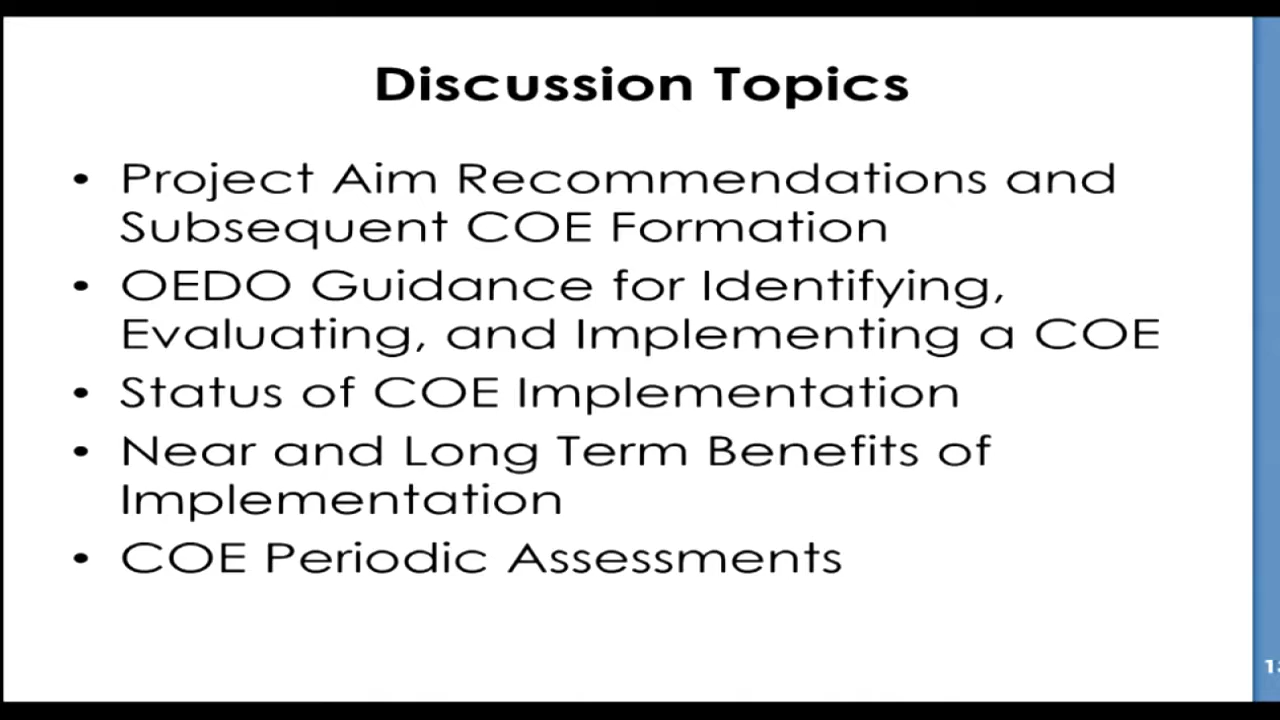 Discussion Topics
• Project Aim Recommendations and
Subsequent COE Formation
• OEDO Guidance for Identifying,
Evaluating, and Implementing a COE
• Status of COE Implementation
• Near and Long Term Benefits of
Implementation
• COE Periodic Assessments